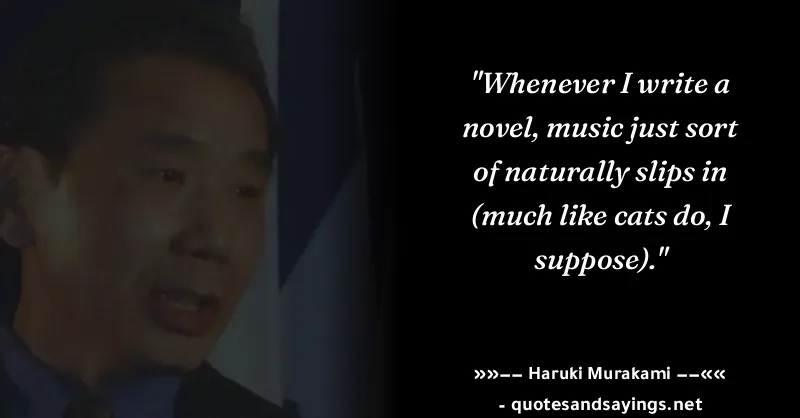 "Whenever I write a
novel, music just sort
of naturally slips in
(much like cats do, I
suppose)."
»»−− Haruki Murakami −−««
- quotesandsayings.net